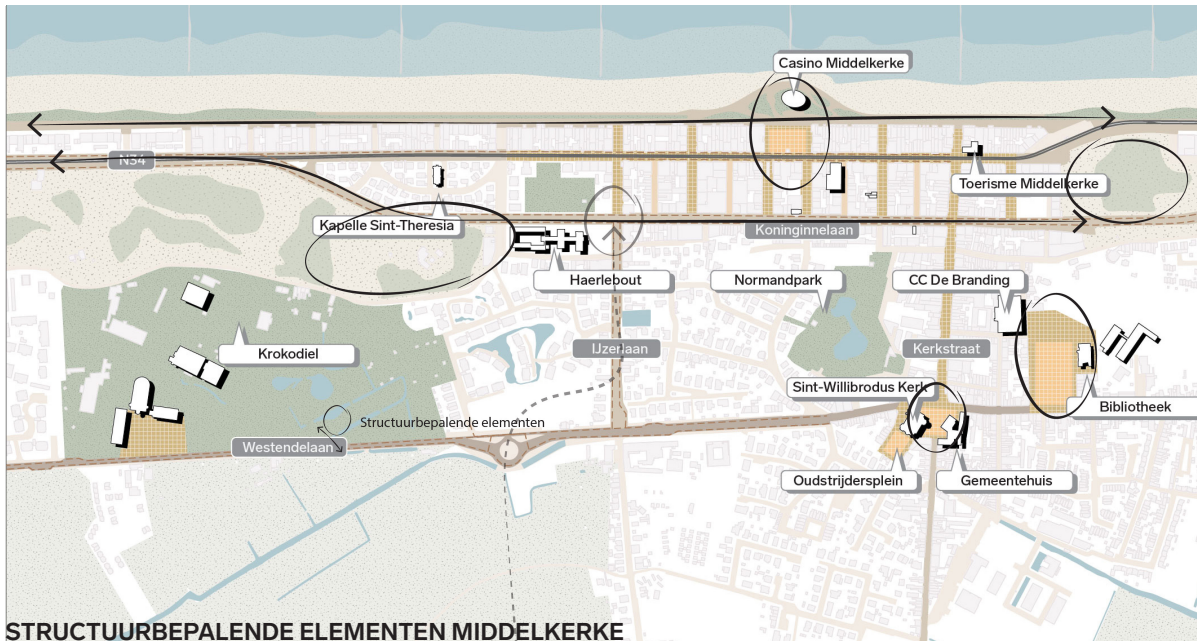 Casino Middelkerke
N34
Toerisme Middelkerke
Kapelle Sint-Theresia
Koninginnelaan
Haerlebout
Normandpark
CC De Branding
Krokodiel
IJzerlaan
Kerkstraat
Sint-Willibrodus Kerk
Bibliotheek
Structuurbepalende elementen
Westendelaan
Oudstrijdersplein
Gemeentehuis
STRUCTUURBEPALENDE ELEMENTEN MIDDELKERKE